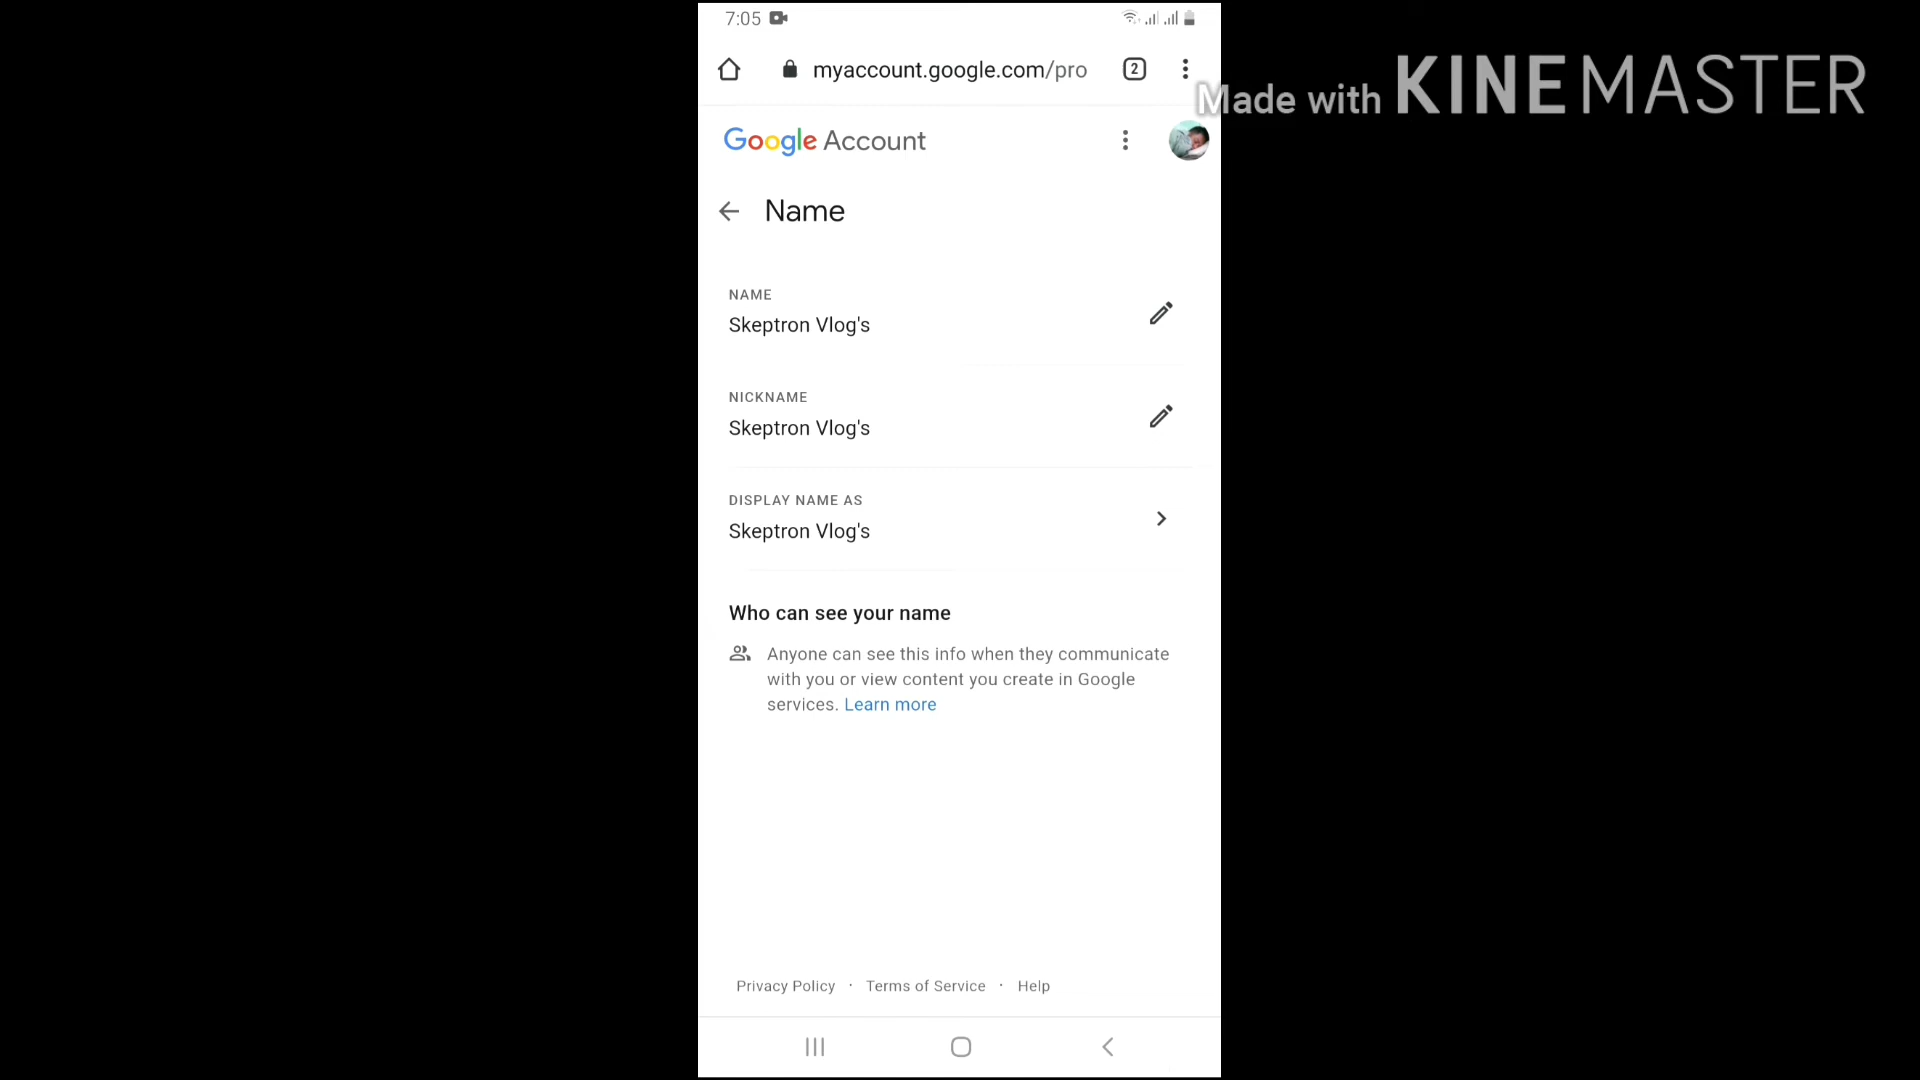 7:05
myaccount.google.com/pro
2
Made with KINEMASTER
Google Account
Name
NAME
Skeptron Vlog's
NICKNAME
Skeptron Vlog's
DISPLAY NAME AS
Skeptron Vlog's
Who can see your name
Anyone can see this info when they communicate
with you or view content you create in Google
services. Learn more
Privacy Policy · Terms of Service · Help